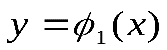 y = ϕ₁(x)